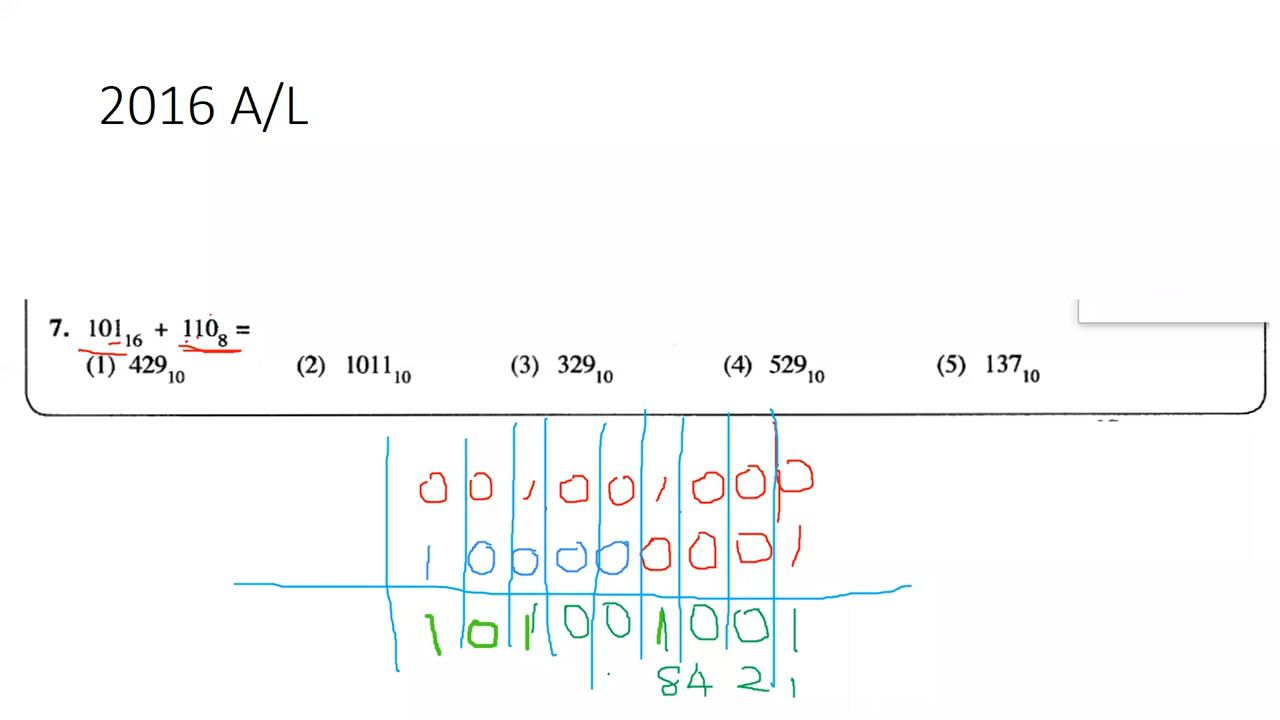 2016 A/L
7. 101₁₆ + 110₈ =
(1) 429₁₀ (2) 1011₁₀ (3) 329₁₀ (4) 529₁₀ (5) 137₁₀
0 0 1 0 0 1 0 0 0
1 0 0 0 0 0 0 0 1
1 0 1 0 0 1 0 0 1
8 4 2 1